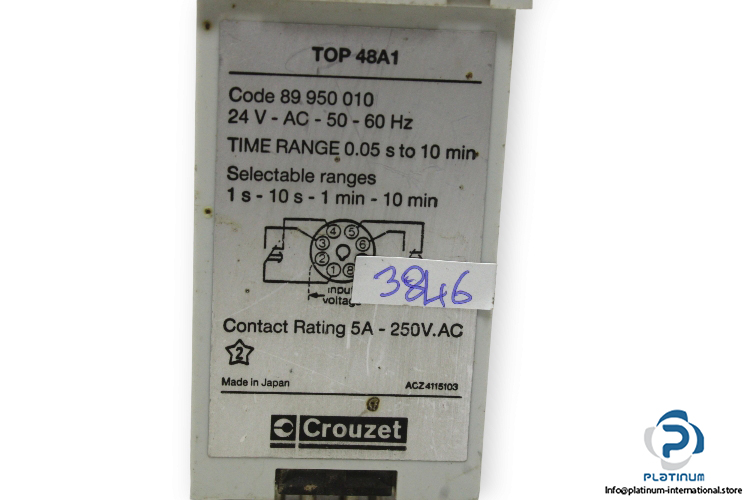 TOP 48A1
Code 89 950 010
24 V - AC - 50 - 60 Hz
TIME RANGE 0.05 s to 10 min
Selectable ranges
1 s - 10 s - 1 min - 10 min
4 5
3 6
2
1 8
3846
voltage
Contact Rating 5A - 250V.AC
2
Made in Japan ACZ4115103
Crouzet
PLATINUM
Info@platinum-international.store